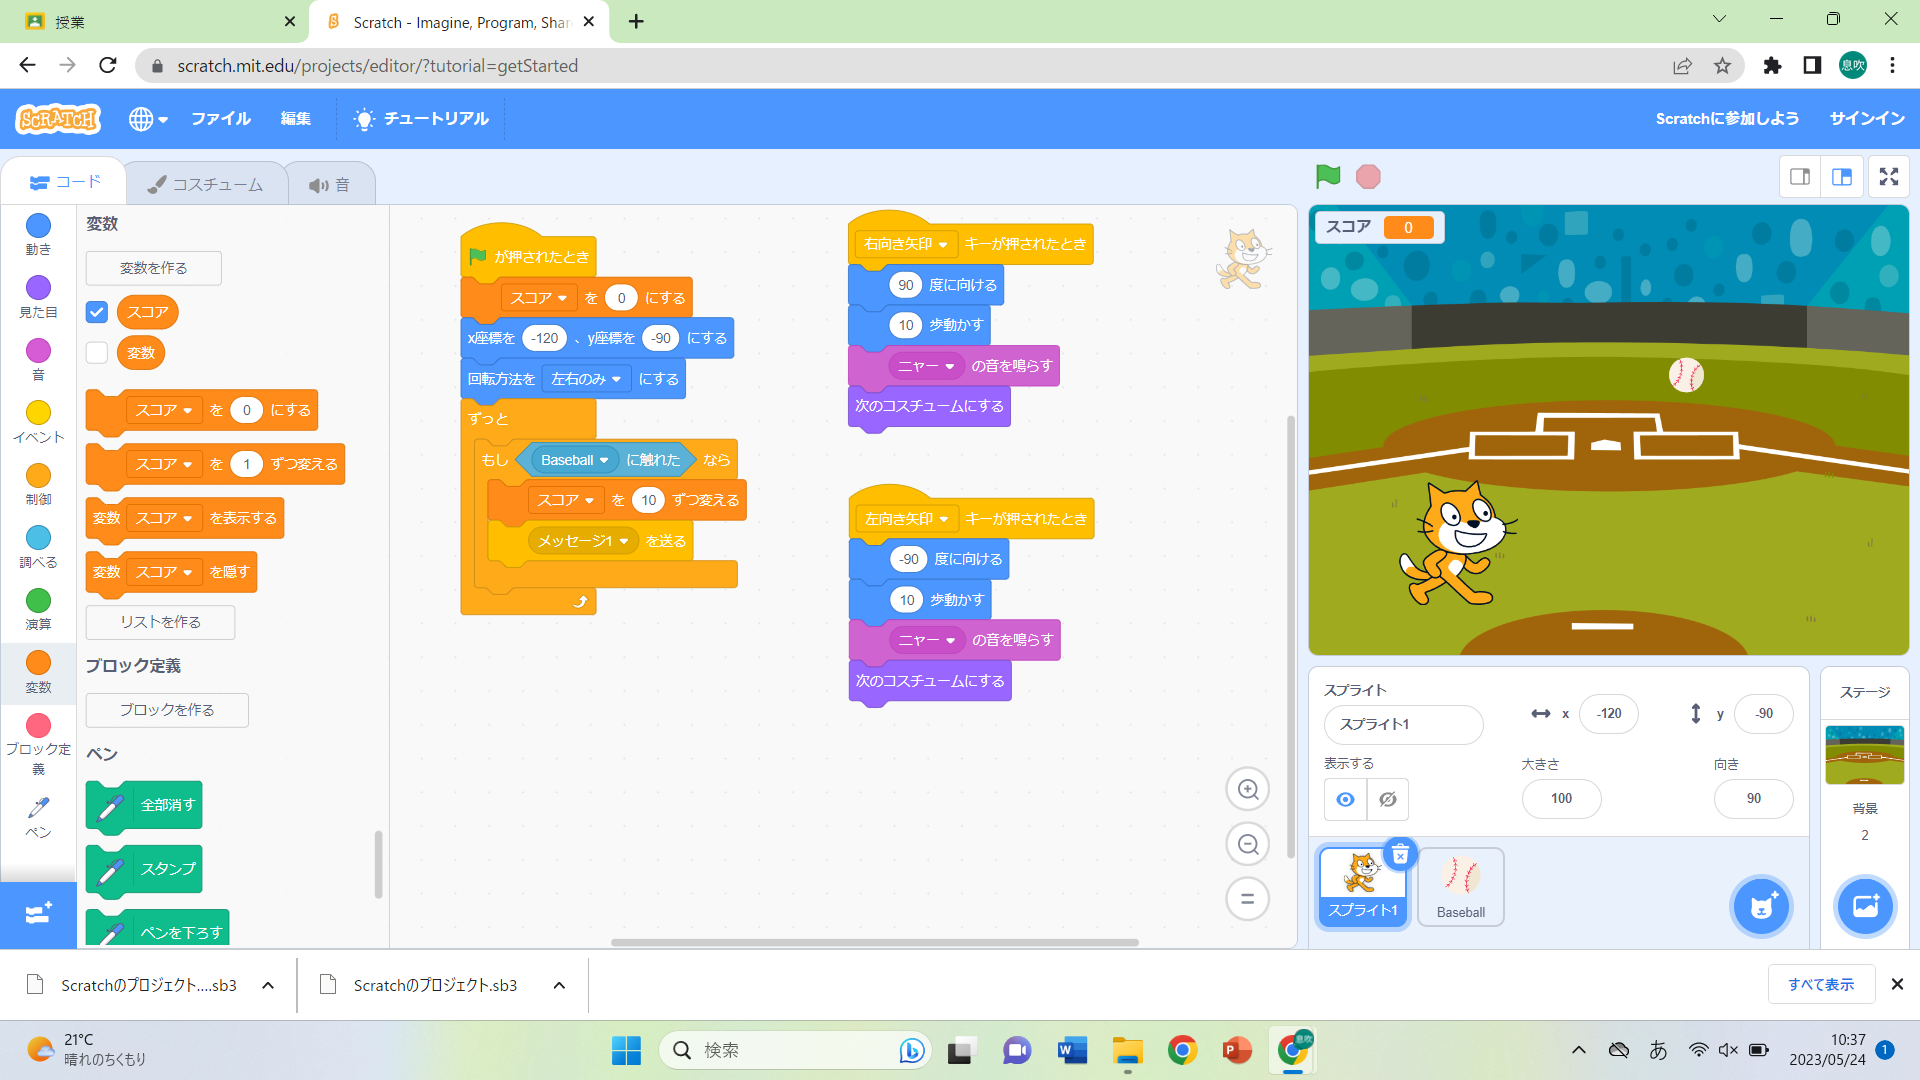 授業
Scratch - Imagine, Program, Shar
scratch.mit.edu/projects/editor/?tutorial=getStarted
息吹
SCRATCH
ファイル
編集
チュートリアル
Scratchに参加しよう
サインイン
コード
コスチューム
音
動き
見た目
音
イベント
制御
調べる
演算
変数
ブロック定
義
ペン
変数
変数を作る
スコア
変数
スコア を 0 にする
スコア を 1 ずつ変える
変数 スコア を表示する
変数 スコア を隠す
リストを作る
ブロック定義
ブロックを作る
ペン
全部消す
スタンプ
ペンを下ろす
が押されたとき
スコア を 0 にする
x座標を -120 、y座標を -90 にする
回転方法を 左右のみ にする
ずっと
もし Baseball に触れた なら
スコア を 10 ずつ変える
メッセージ1 を送る
右向き矢印 キーが押されたとき
90 度に向ける
10 歩動かす
ニャー の音を鳴らす
次のコスチュームにする
左向き矢印 キーが押されたとき
-90 度に向ける
10 歩動かす
ニャー の音を鳴らす
次のコスチュームにする
スコア 0
スプライト
スプライト1
x -120
y -90
表示する
大きさ
100
向き
90
スプライト1
Baseball
ステージ
背景
2
Scratchのプロジェクト....sb3
Scratchのプロジェクト.sb3
すべて表示
21°C
晴れのちくもり
検索
息吹
あ
10:37
2023/05/24
1